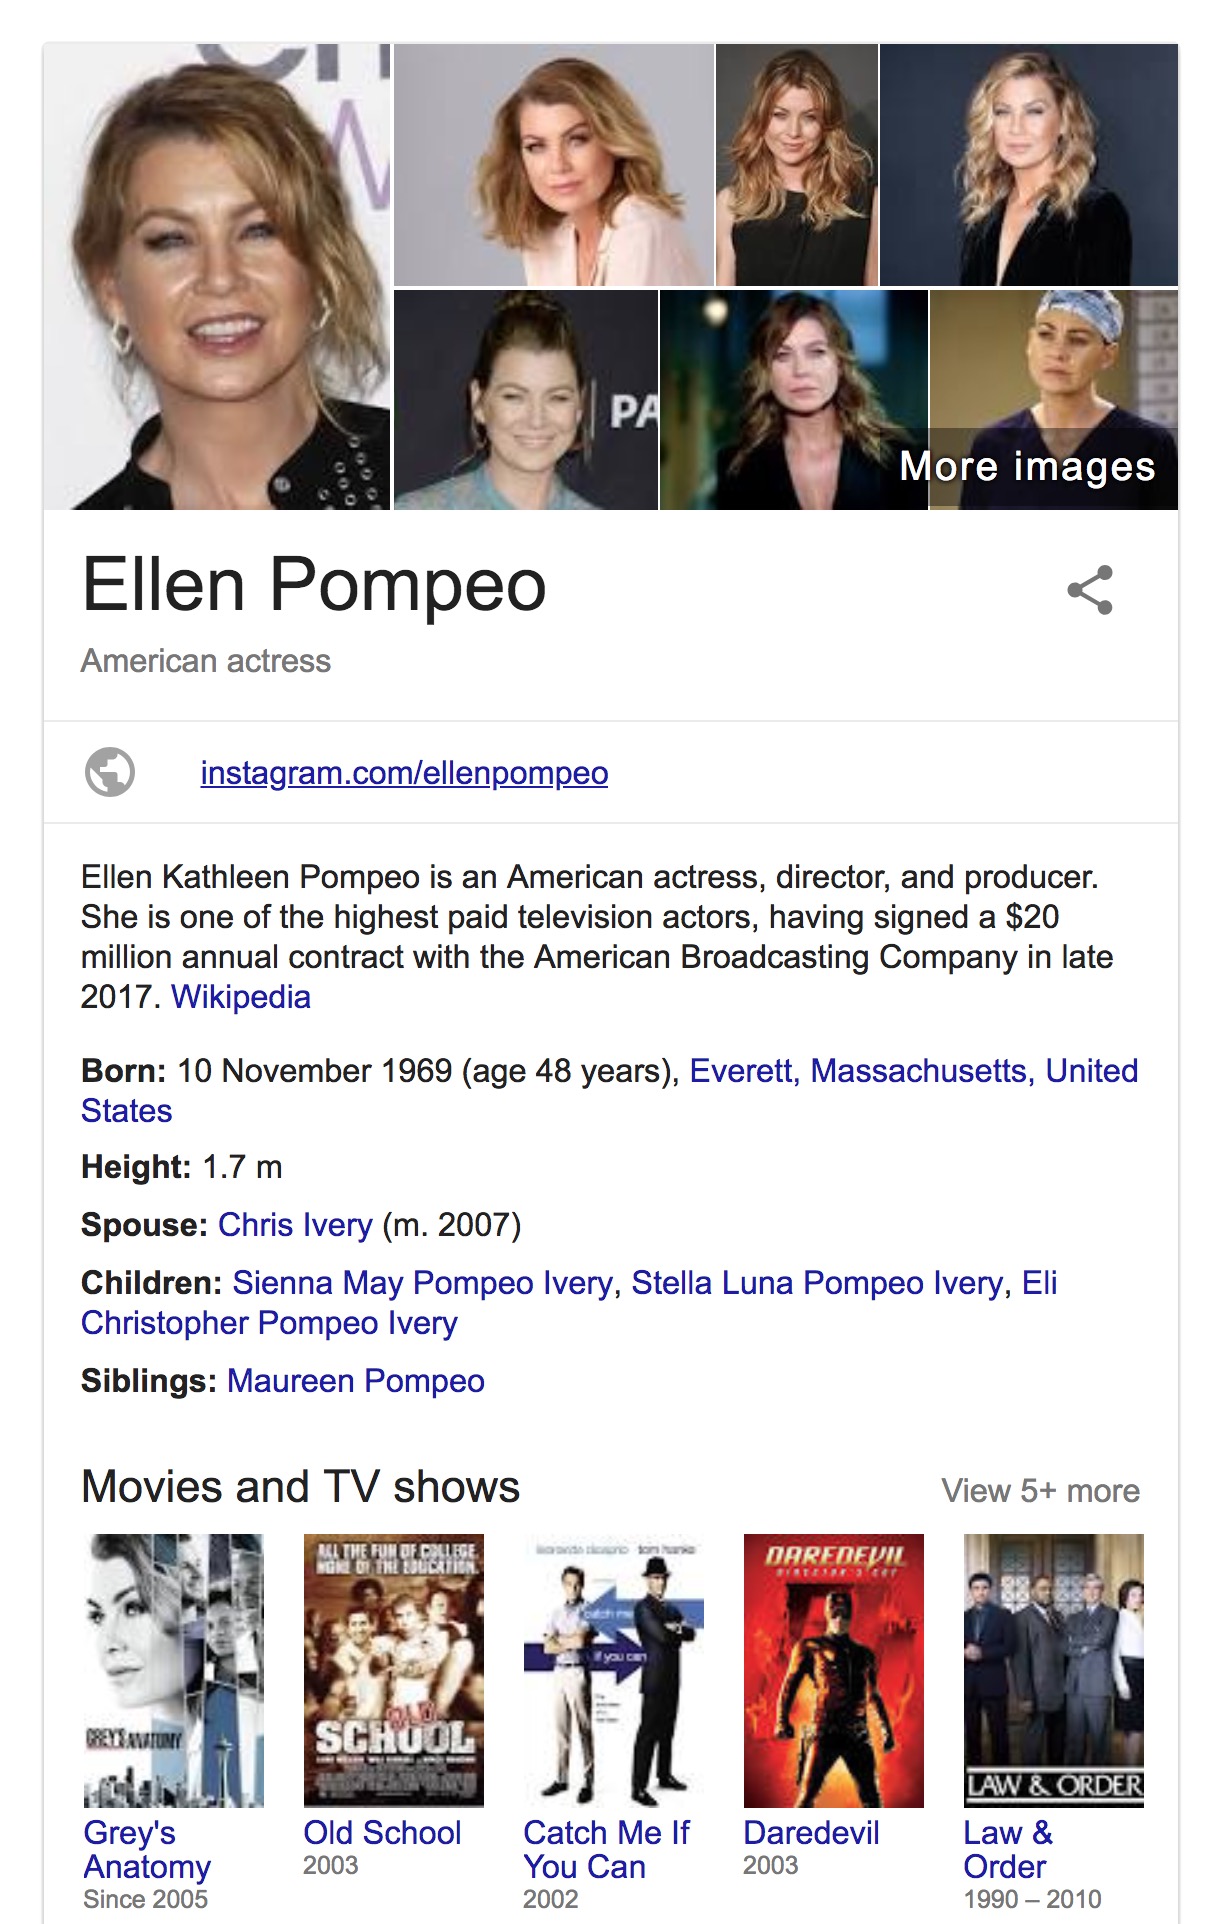 PA
More images
Ellen Pompeo
American actress
instagram.com/ellenpompeo
Ellen Kathleen Pompeo is an American actress, director, and producer.
She is one of the highest paid television actors, having signed a $20
million annual contract with the American Broadcasting Company in late
2017. Wikipedia
Born: 10 November 1969 (age 48 years), Everett, Massachusetts, United
States
Height: 1.7 m
Spouse: Chris Ivery (m. 2007)
Children: Sienna May Pompeo Ivery, Stella Luna Pompeo Ivery, Eli
Christopher Pompeo Ivery
Siblings: Maureen Pompeo
Movies and TV shows
View 5+ more
GREY'S ANATOMY
ALL THE FUN OF COLLEGE.
NONE OF THE EDUCATION.
OLD
SCHOOL
leonardo dicaprio tom hanks
catch me
if you can
DAREDEVIL
DIRECTOR'S CUT
LAW & ORDER
Grey's
Anatomy
Since 2005
Old School
2003
Catch Me If
You Can
2002
Daredevil
2003
Law &
Order
1990 – 2010